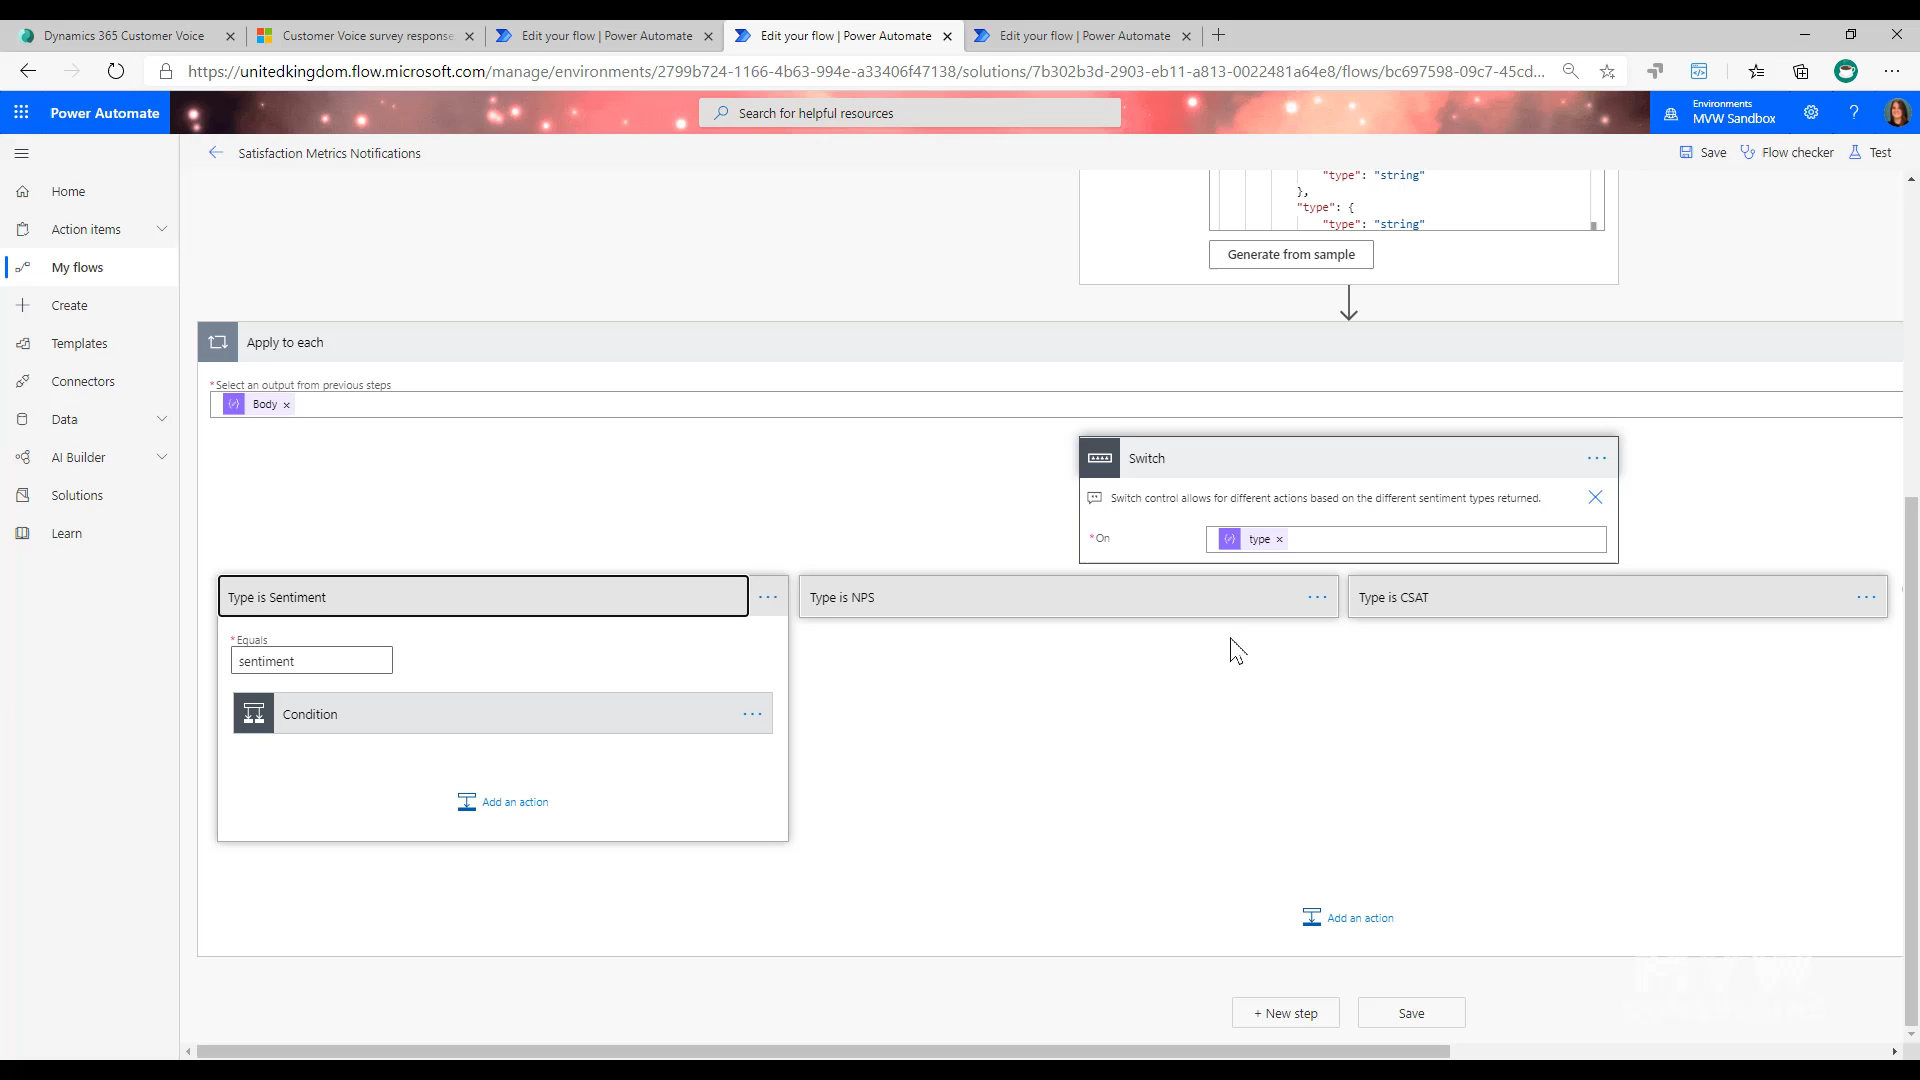 Dynamics 365 Customer Voice
Customer Voice survey response
Edit your flow | Power Automate
Edit your flow | Power Automate
Edit your flow | Power Automate
https://unitedkingdom.flow.microsoft.com/manage/environments/2799b724-1166-4b63-994e-a33406f47138/solutions/7b302b3d-2903-eb11-a813-0022481a64e8/flows/bc697598-09c7-45cd...
Power Automate
Search for helpful resources
Environments
MVW Sandbox
Satisfaction Metrics Notifications
Save
Flow checker
Test
Home
Action items
My flows
Create
Templates
Connectors
Data
AI Builder
Solutions
Learn
"type": "string"
},
"type": {
"type": "string"
Generate from sample
Apply to each
*Select an output from previous steps
Body
Switch
Switch control allows for different actions based on the different sentiment types returned.
*On
type
Type is Sentiment
Type is NPS
Type is CSAT
*Equals
sentiment
Condition
Add an action
Add an action
+ New step
Save